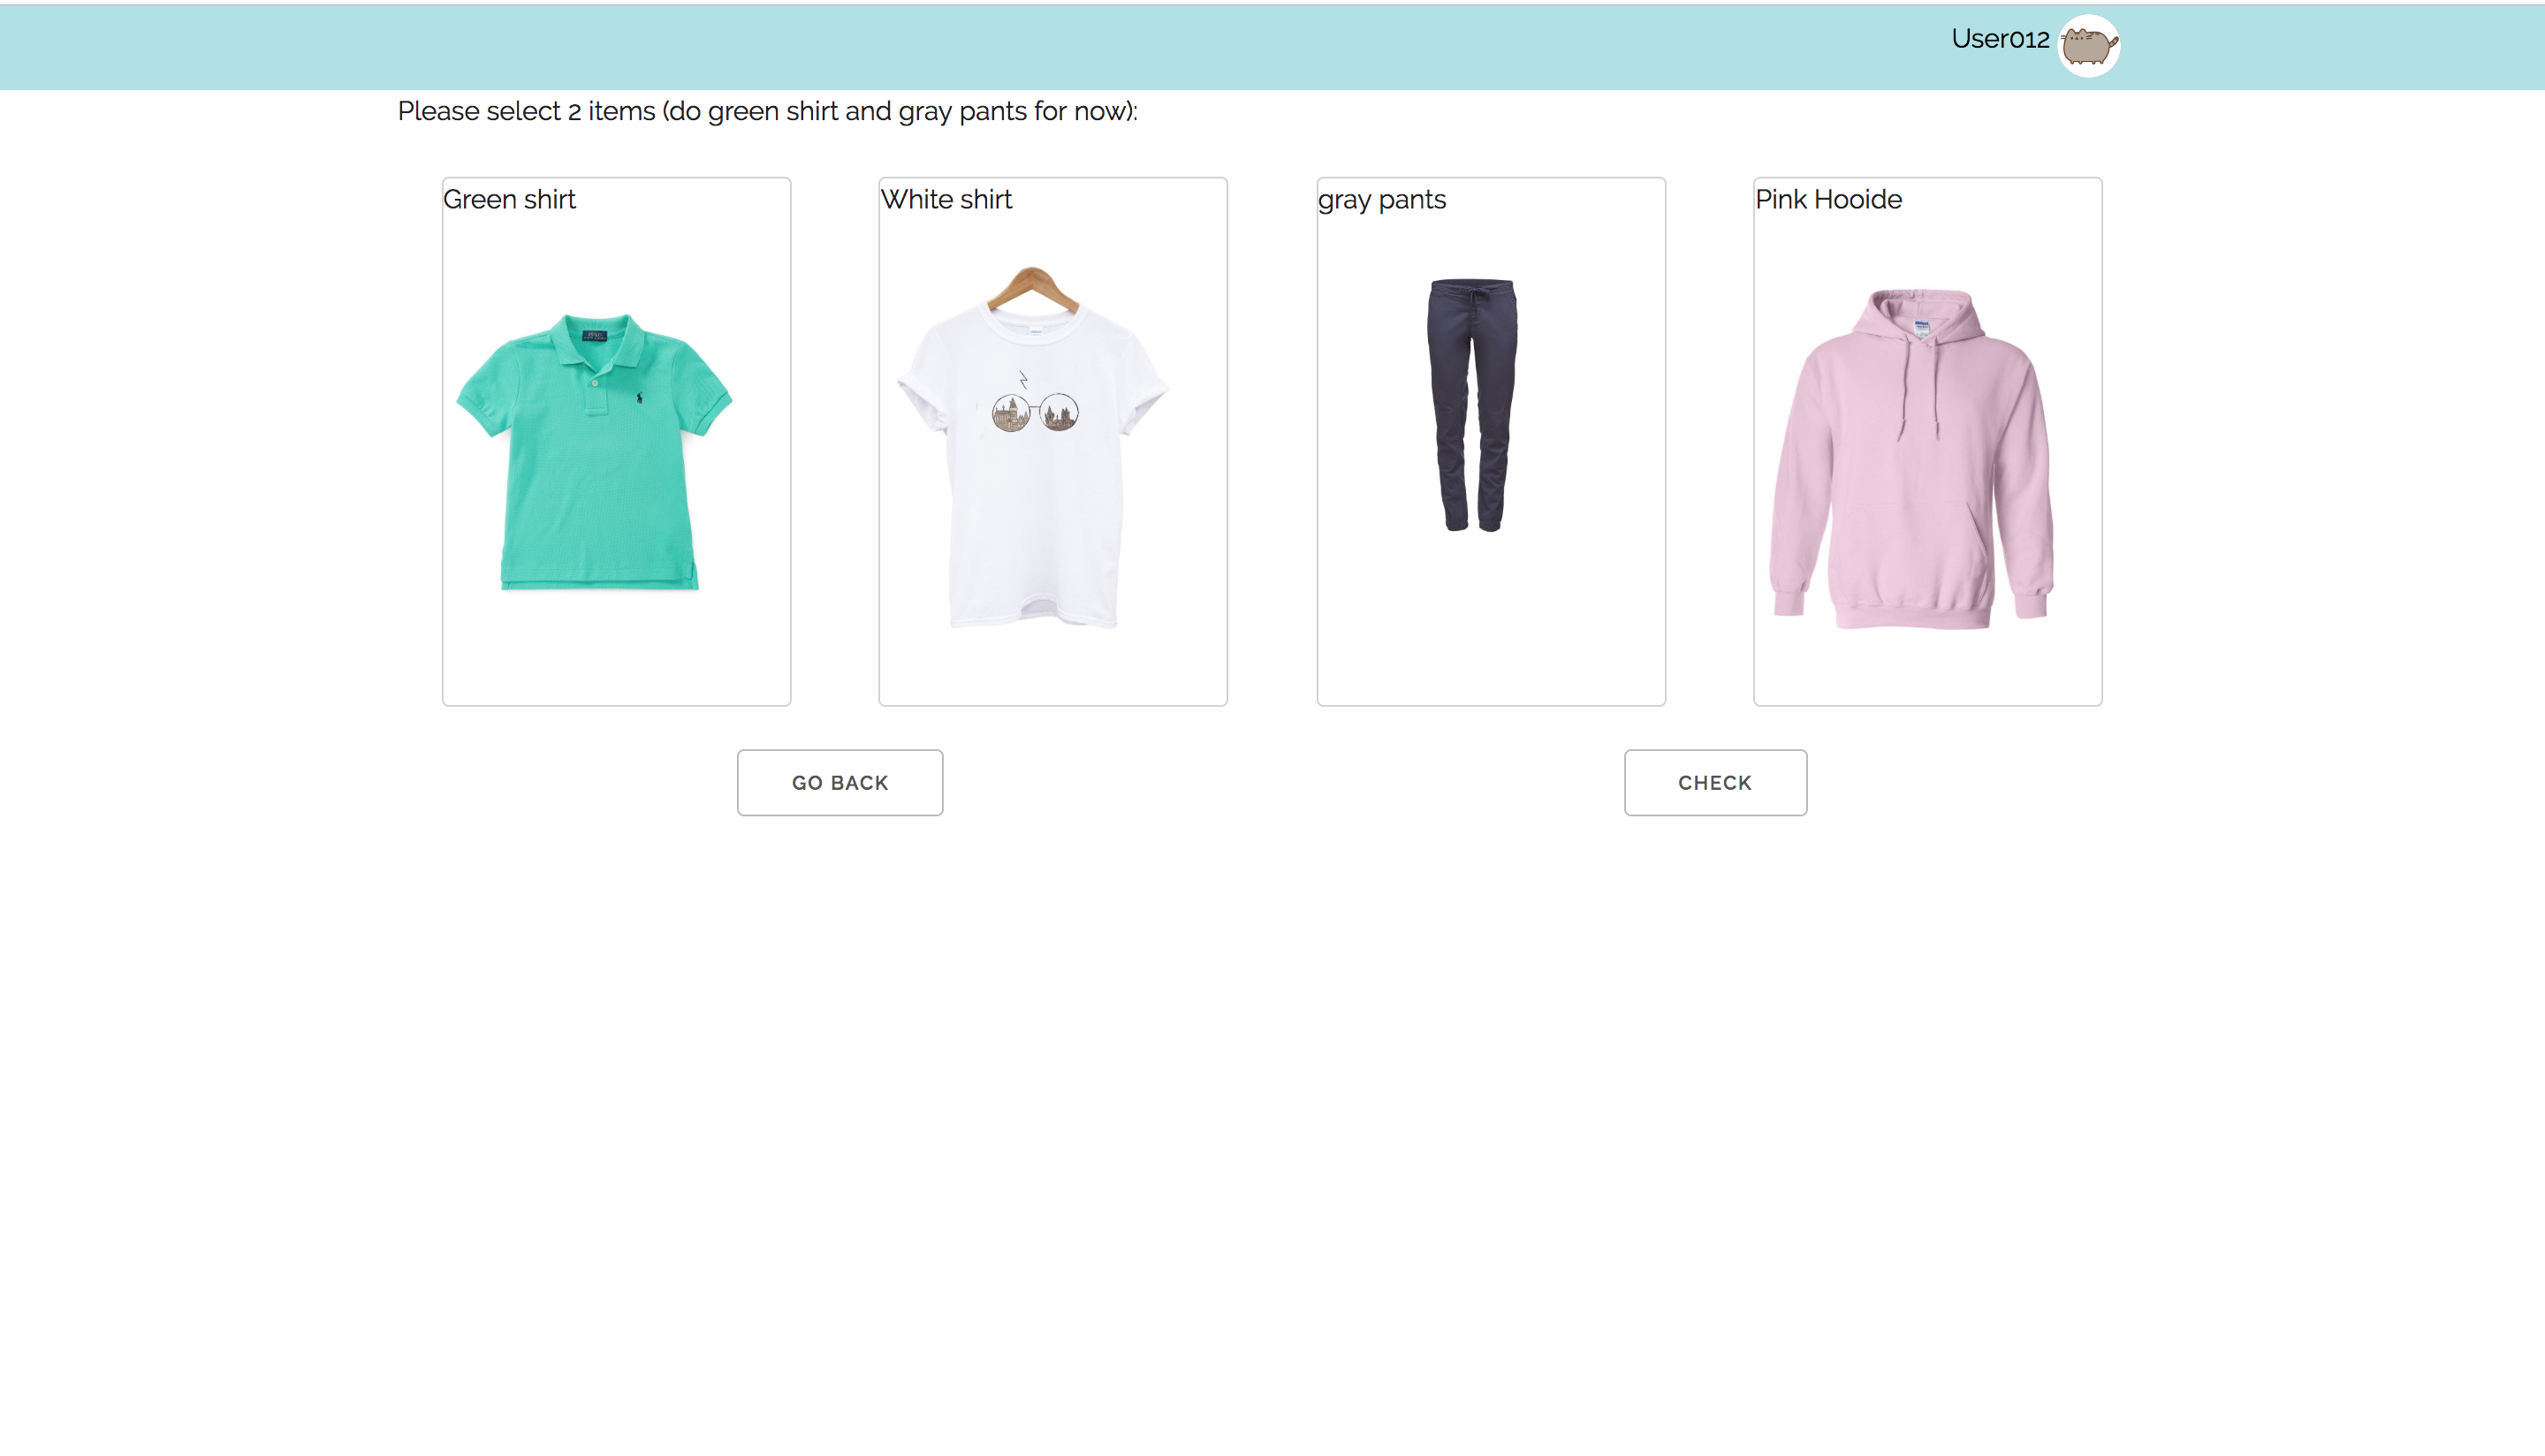 User012
Please select 2 items (do green shirt and gray pants for now):
Green shirt
White shirt
gray pants
Pink Hooide
GO BACK
CHECK